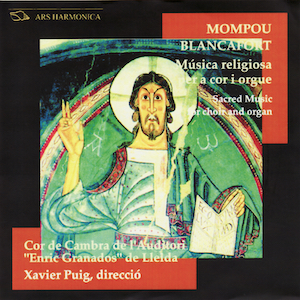 ARS HARMONICA
MOMPOU
BLANCAFORT
Música religiosa
per a cor i orgue
Sacred Music
for choir and organ
Cor de Cambra de l'Auditori
"Enric Granados" de Lleida
Xavier Puig, direcció